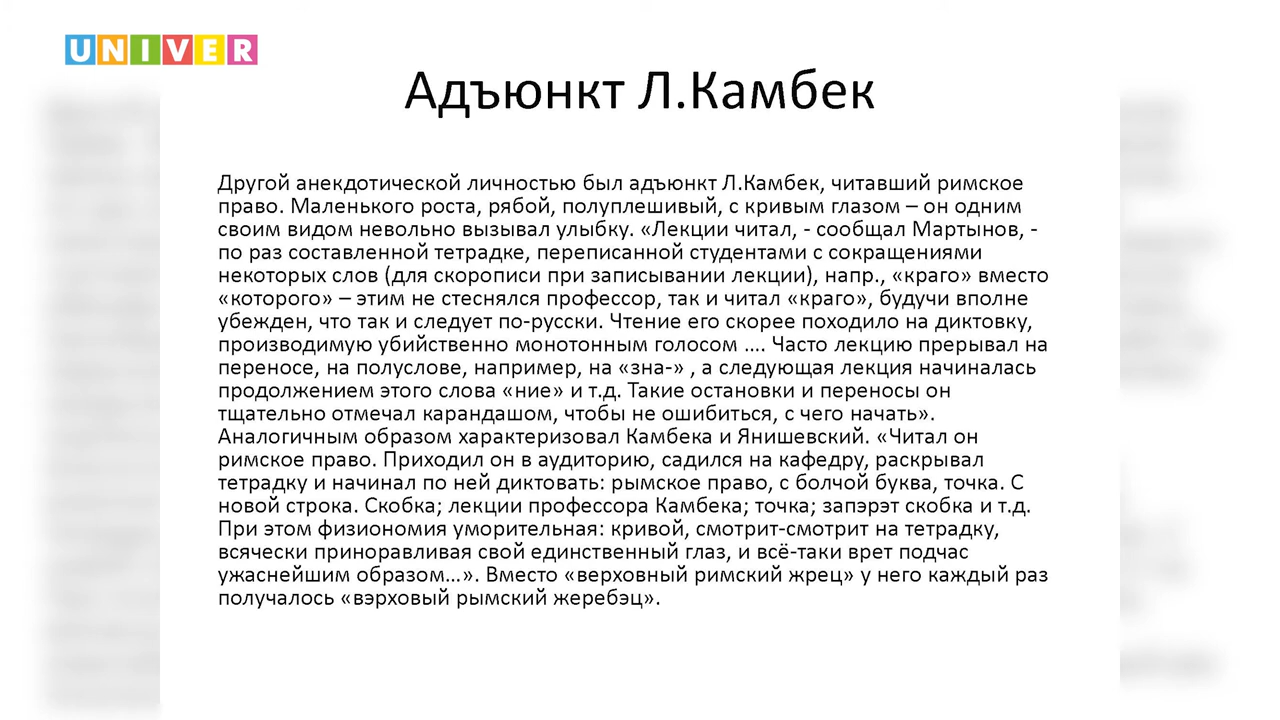 UNIVER
Адъюнкт Л.Камбек
Другой анекдотической личностью был адъюнкт Л.Камбек, читавший римское
право. Маленького роста, рябой, полуплешивый, с кривым глазом – он одним
своим видом невольно вызывал улыбку. «Лекции читал, - сообщал Мартынов, -
по раз составленной тетрадке, переписанной студентами с сокращениями
некоторых слов (для скорописи при записывании лекции), напр., «краго» вместо
«которого» – этим не стеснялся профессор, так и читал «краго», будучи вполне
убежден, что так и следует по-русски. Чтение его скорее походило на диктовку,
производимую убийственно монотонным голосом .... Часто лекцию прерывал на
переносе, на полуслове, например, на «зна-» , а следующая лекция начиналась
продолжением этого слова «ние» и т.д. Такие остановки и переносы он
тщательно отмечал карандашом, чтобы не ошибиться, с чего начать».
Аналогичным образом характеризовал Камбека и Янишевский. «Читал он
римское право. Приходил он в аудиторию, садился на кафедру, раскрывал
тетрадку и начинал по ней диктовать: рымское право, с болчой буква, точка. С
новой строка. Скобка; лекции профессора Камбека; точка; запэрэт скобка и т.д.
При этом физиономия уморительная: кривой, смотрит-смотрит на тетрадку,
всячески приноравливая свой единственный глаз, и всё-таки врет подчас
ужаснейшим образом…». Вместо «верховный римский жрец» у него каждый раз
получалось «вэрховый рымский жеребэц».